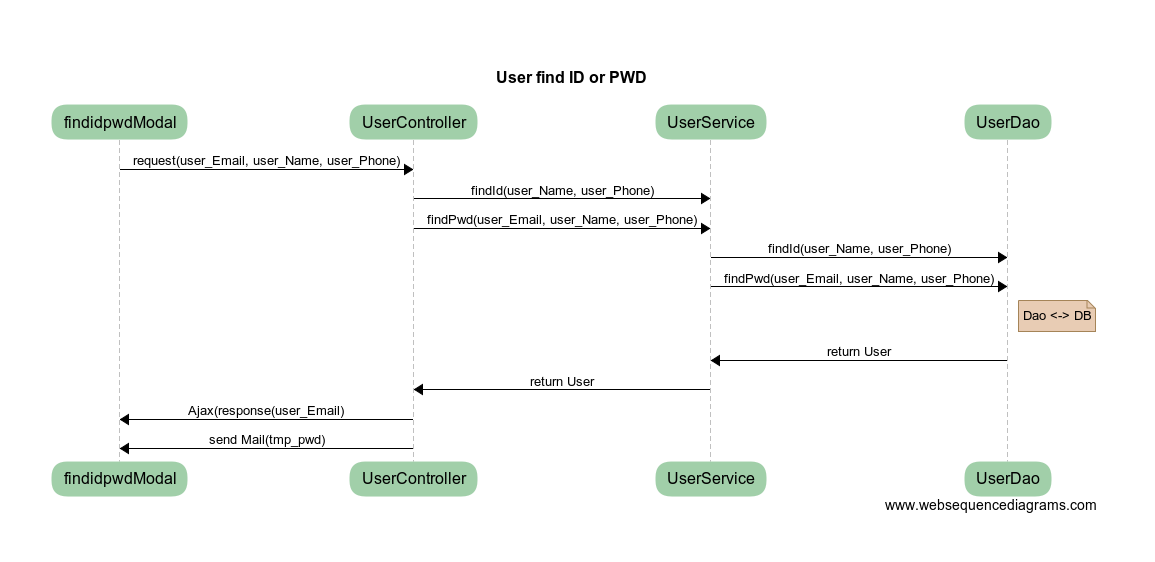 User find ID or PWD
findidpwdModal
UserController
UserService
UserDao
request(user_Email, user_Name, user_Phone)
findId(user_Name, user_Phone)
findPwd(user_Email, user_Name, user_Phone)
findId(user_Name, user_Phone)
findPwd(user_Email, user_Name, user_Phone)
Dao <-> DB
return User
return User
Ajax(response(user_Email)
send Mail(tmp_pwd)
findidpwdModal
UserController
UserService
UserDao
www.websequencediagrams.com